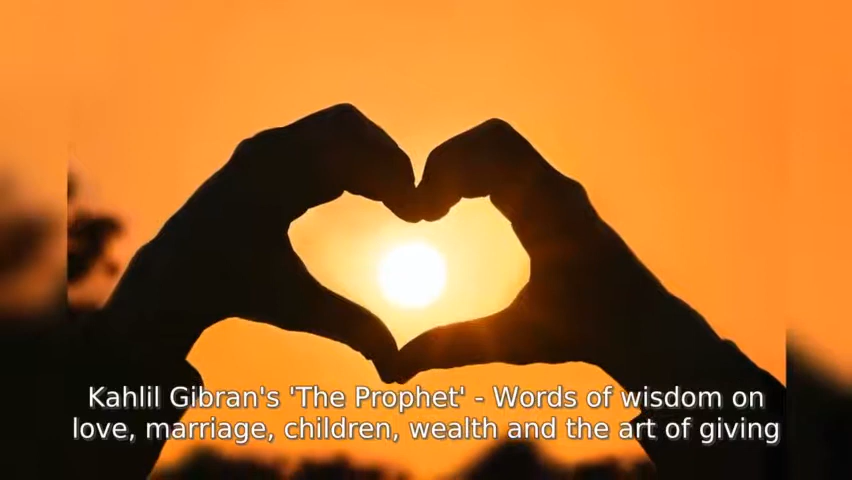 Kahlil Gibran's 'The Prophet' - Words of wisdom on
love, marriage, children, wealth and the art of giving